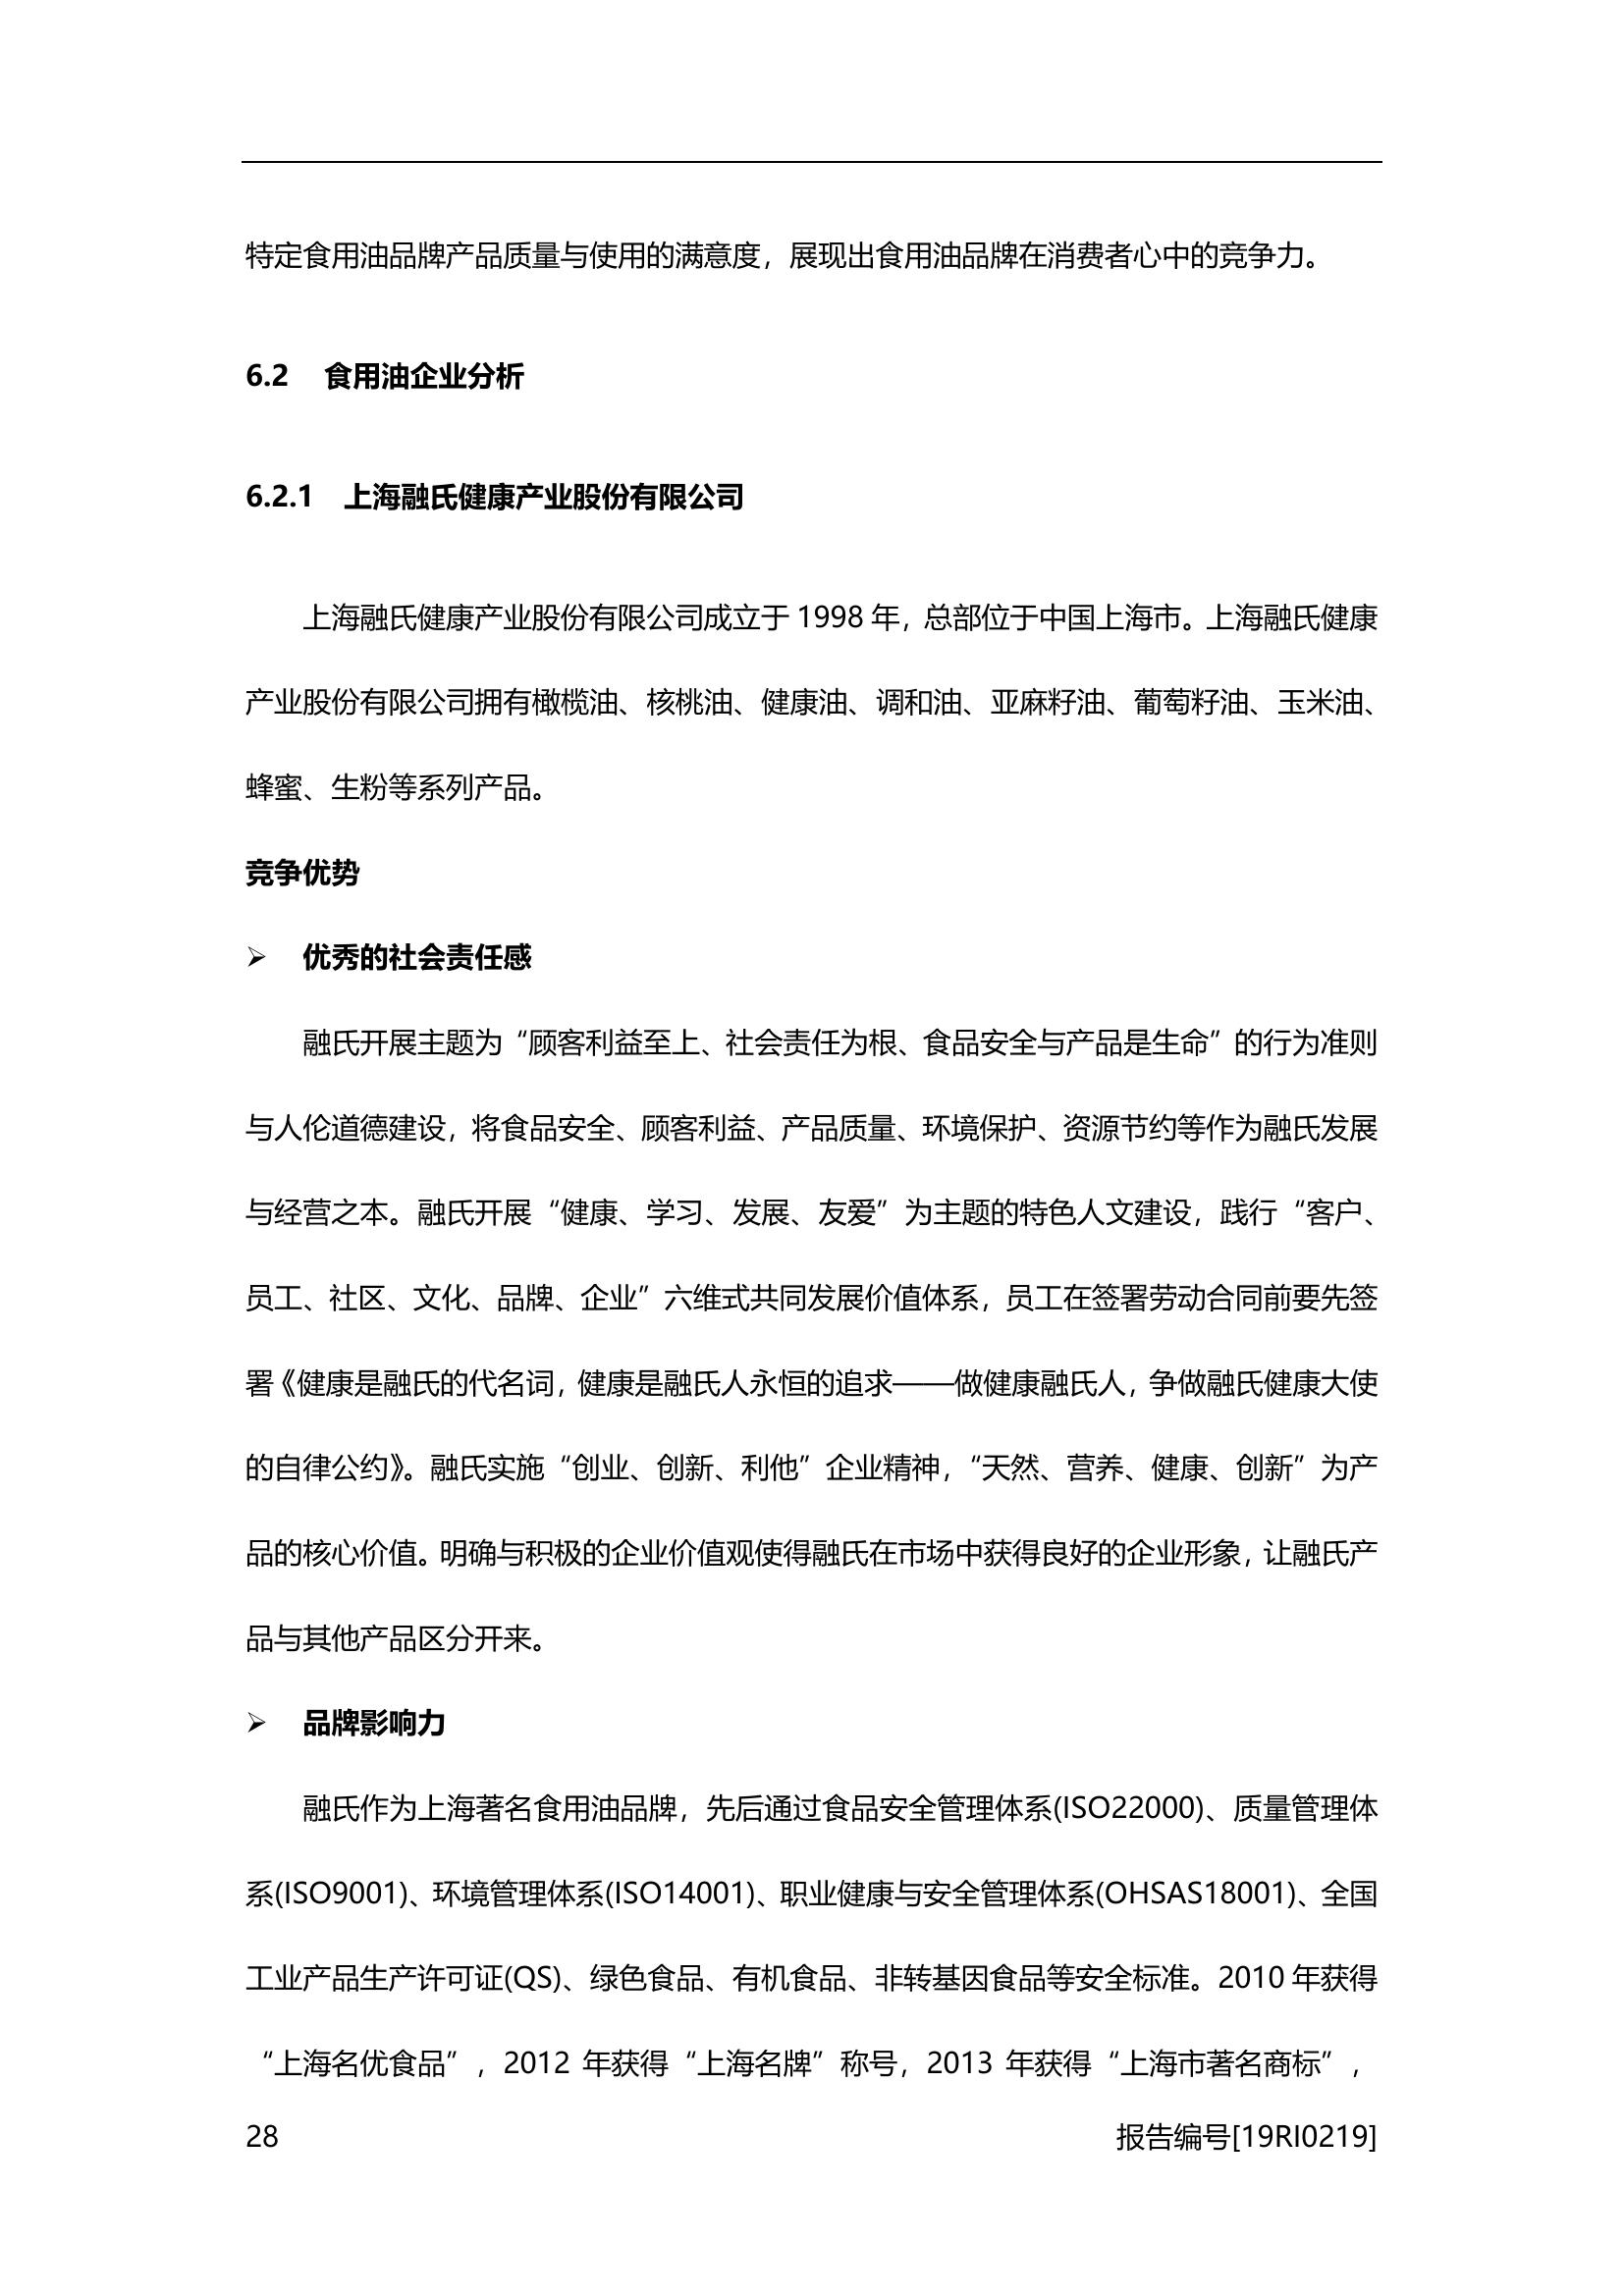 特定食用油品牌产品质量与使用的满意度，展现出食用油品牌在消费者心中的竞争力。
6.2 食用油企业分析
6.2.1 上海融氏健康产业股份有限公司
上海融氏健康产业股份有限公司成立于 1998 年，总部位于中国上海市。上海融氏健康
产业股份有限公司拥有橄榄油、核桃油、健康油、调和油、亚麻籽油、葡萄籽油、玉米油、
蜂蜜、生粉等系列产品。
竞争优势
➢ 优秀的社会责任感
融氏开展主题为“顾客利益至上、社会责任为根、食品安全与产品是生命”的行为准则
与人伦道德建设，将食品安全、顾客利益、产品质量、环境保护、资源节约等作为融氏发展
与经营之本。融氏开展“健康、学习、发展、友爱”为主题的特色人文建设，践行“客户、
员工、社区、文化、品牌、企业”六维式共同发展价值体系，员工在签署劳动合同前要先签
署《健康是融氏的代名词，健康是融氏人永恒的追求——做健康融氏人，争做融氏健康大使
的自律公约》。融氏实施“创业、创新、利他”企业精神，“天然、营养、健康、创新”为产
品的核心价值。明确与积极的企业价值观使得融氏在市场中获得良好的企业形象，让融氏产
品与其他产品区分开来。
➢ 品牌影响力
融氏作为上海著名食用油品牌，先后通过食品安全管理体系(ISO22000)、质量管理体
系(ISO9001)、环境管理体系(ISO14001)、职业健康与安全管理体系(OHSAS18001)、全国
工业产品生产许可证(QS)、绿色食品、有机食品、非转基因食品等安全标准。2010 年获得
“上海名优食品”，2012 年获得“上海名牌”称号，2013 年获得“上海市著名商标”，
28 报告编号[19RI0219]